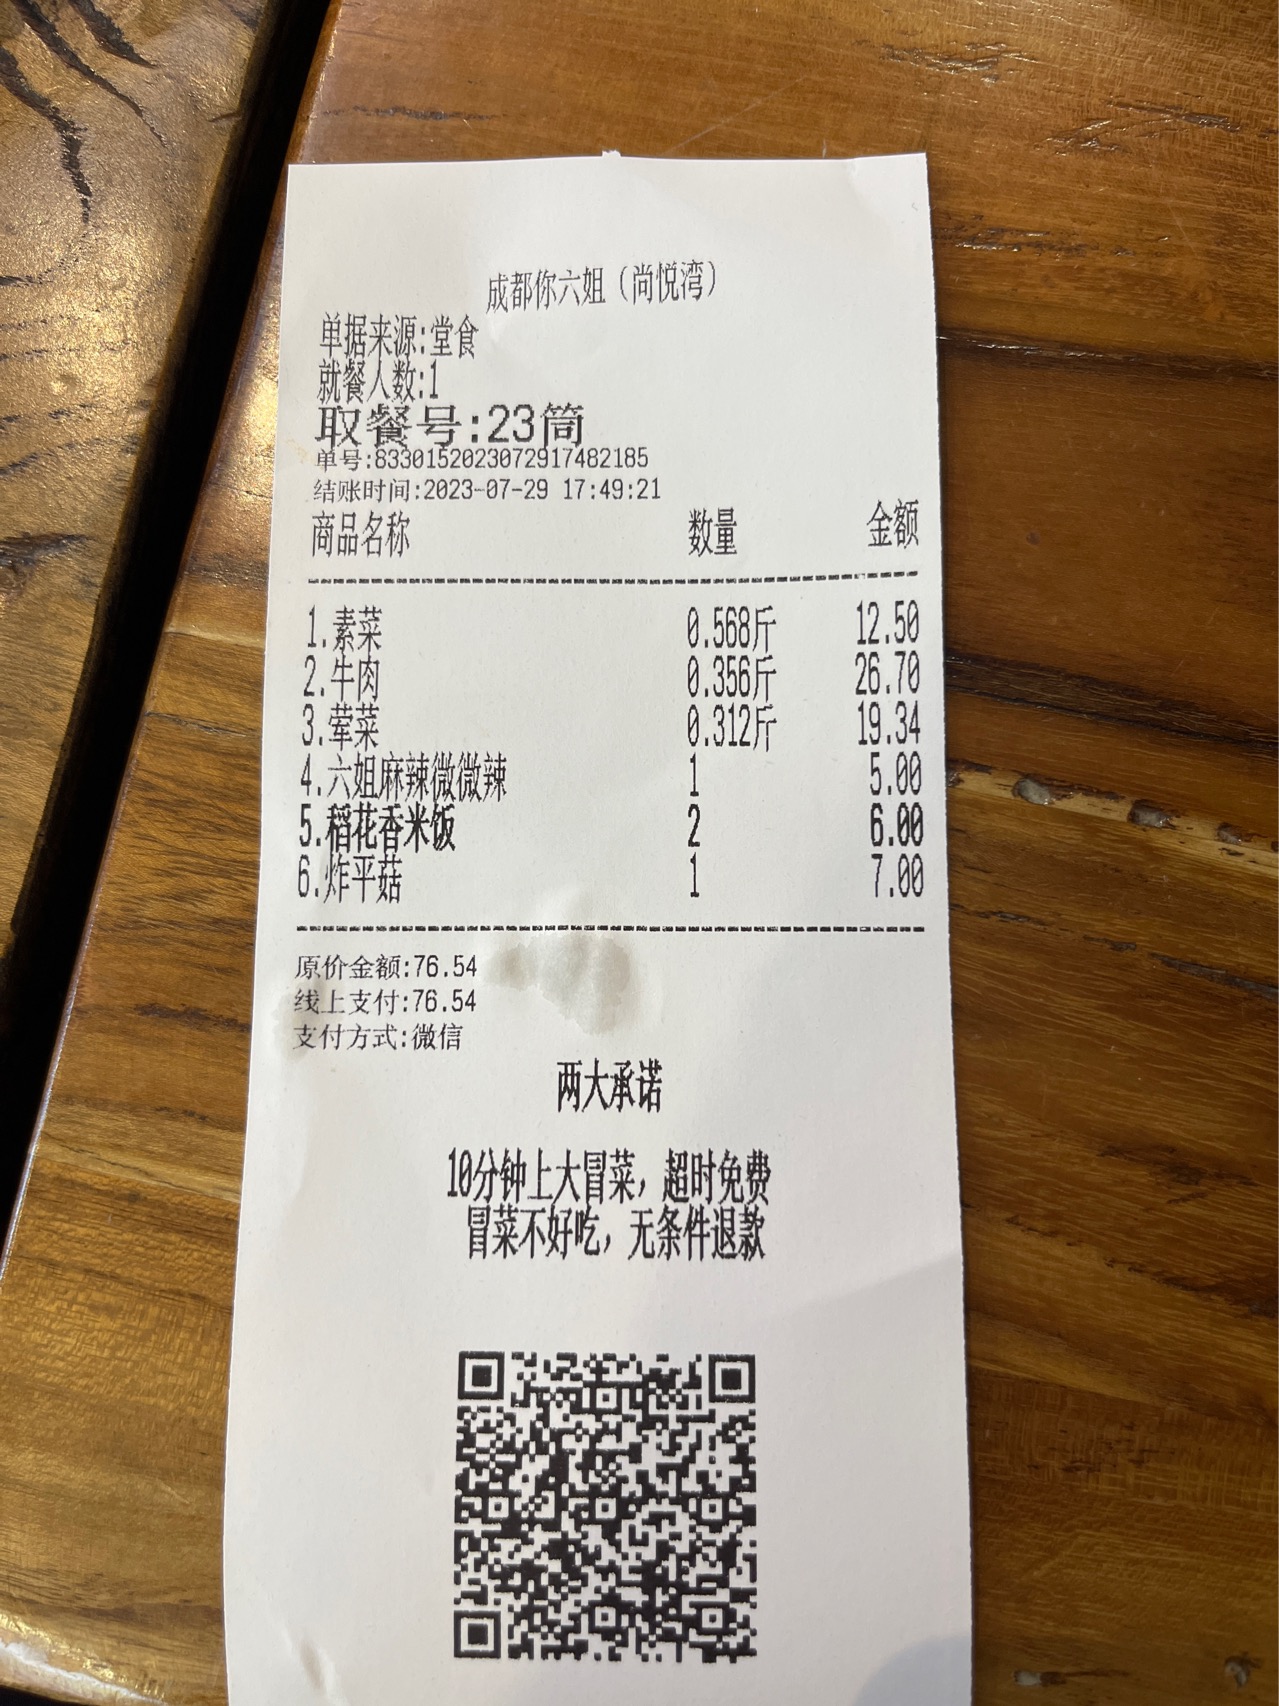 成都你六姐（尚悦湾）
单据来源:堂食
就餐人数:1
取餐号:23筒
单号:8330152023072917482185
结账时间:2023-07-29 17:49:21
商品名称 数量 金额
1.素菜 0.568斤 12.50
2.牛肉 0.356斤 26.70
3.荤菜 0.312斤 19.34
4.六姐麻辣微微辣 1 5.00
5.稻花香米饭 2 6.00
6.炸平菇 1 7.00
原价金额:76.54
线上支付:76.54
支付方式:微信
两大承诺
10分钟上大冒菜，超时免费
冒菜不好吃，无条件退款